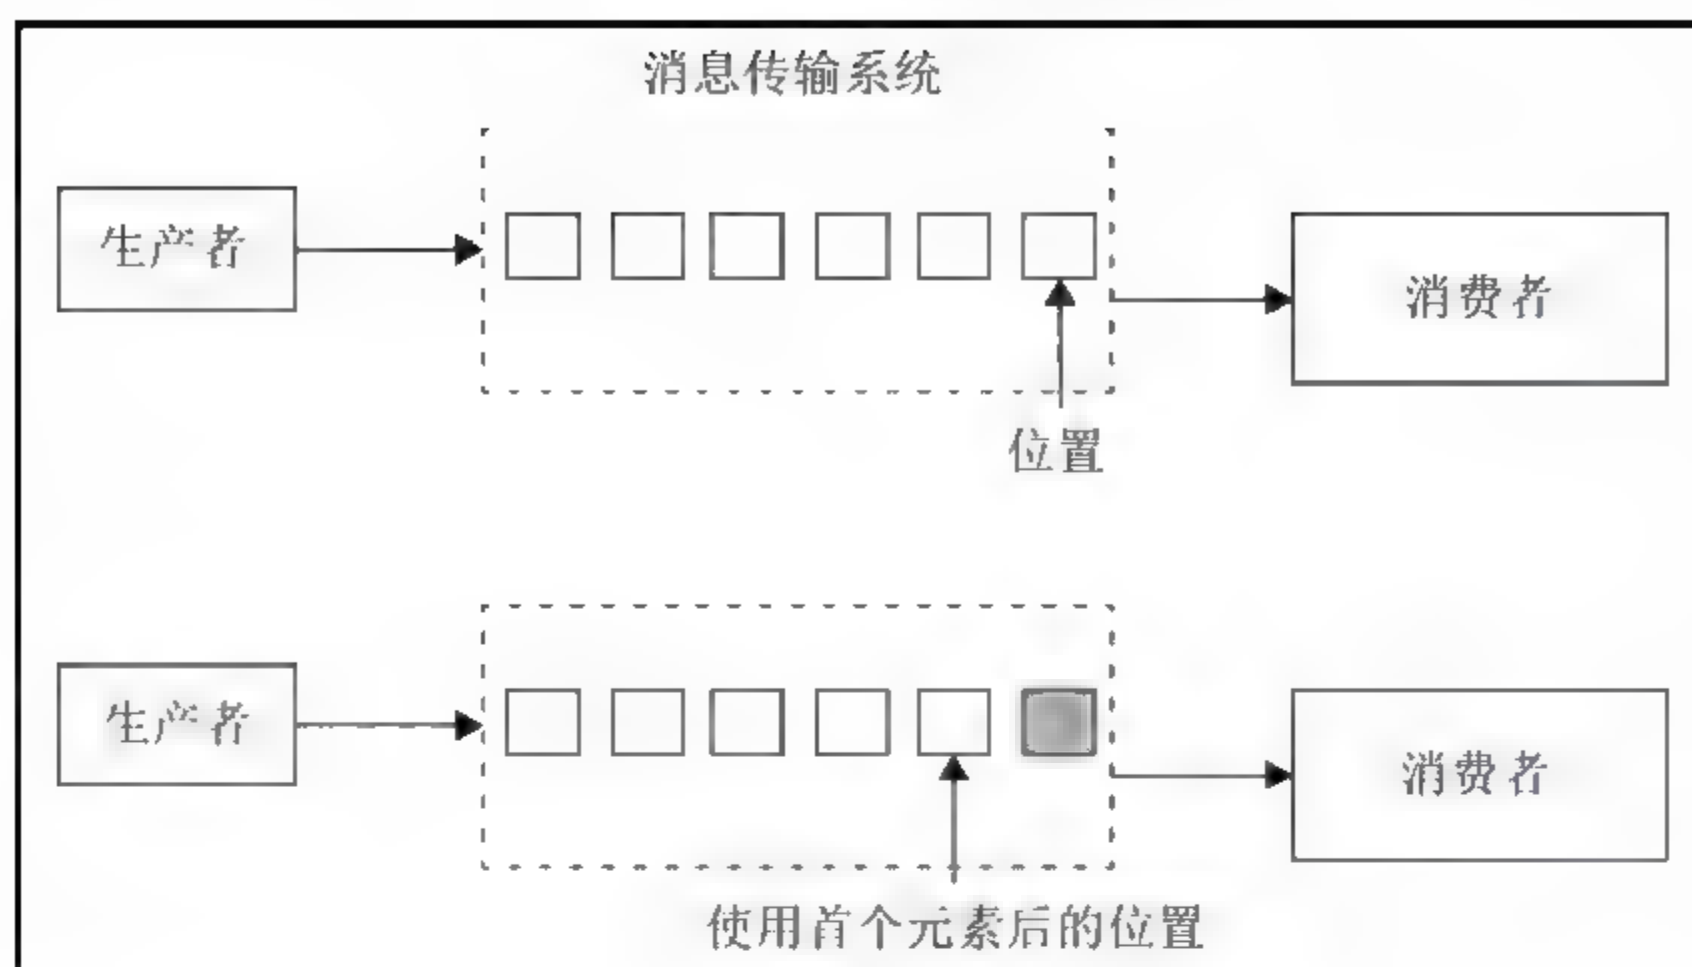 消息传输系统
生产者
消费者
位置
生产者
消费者
使用首个元素后的位置